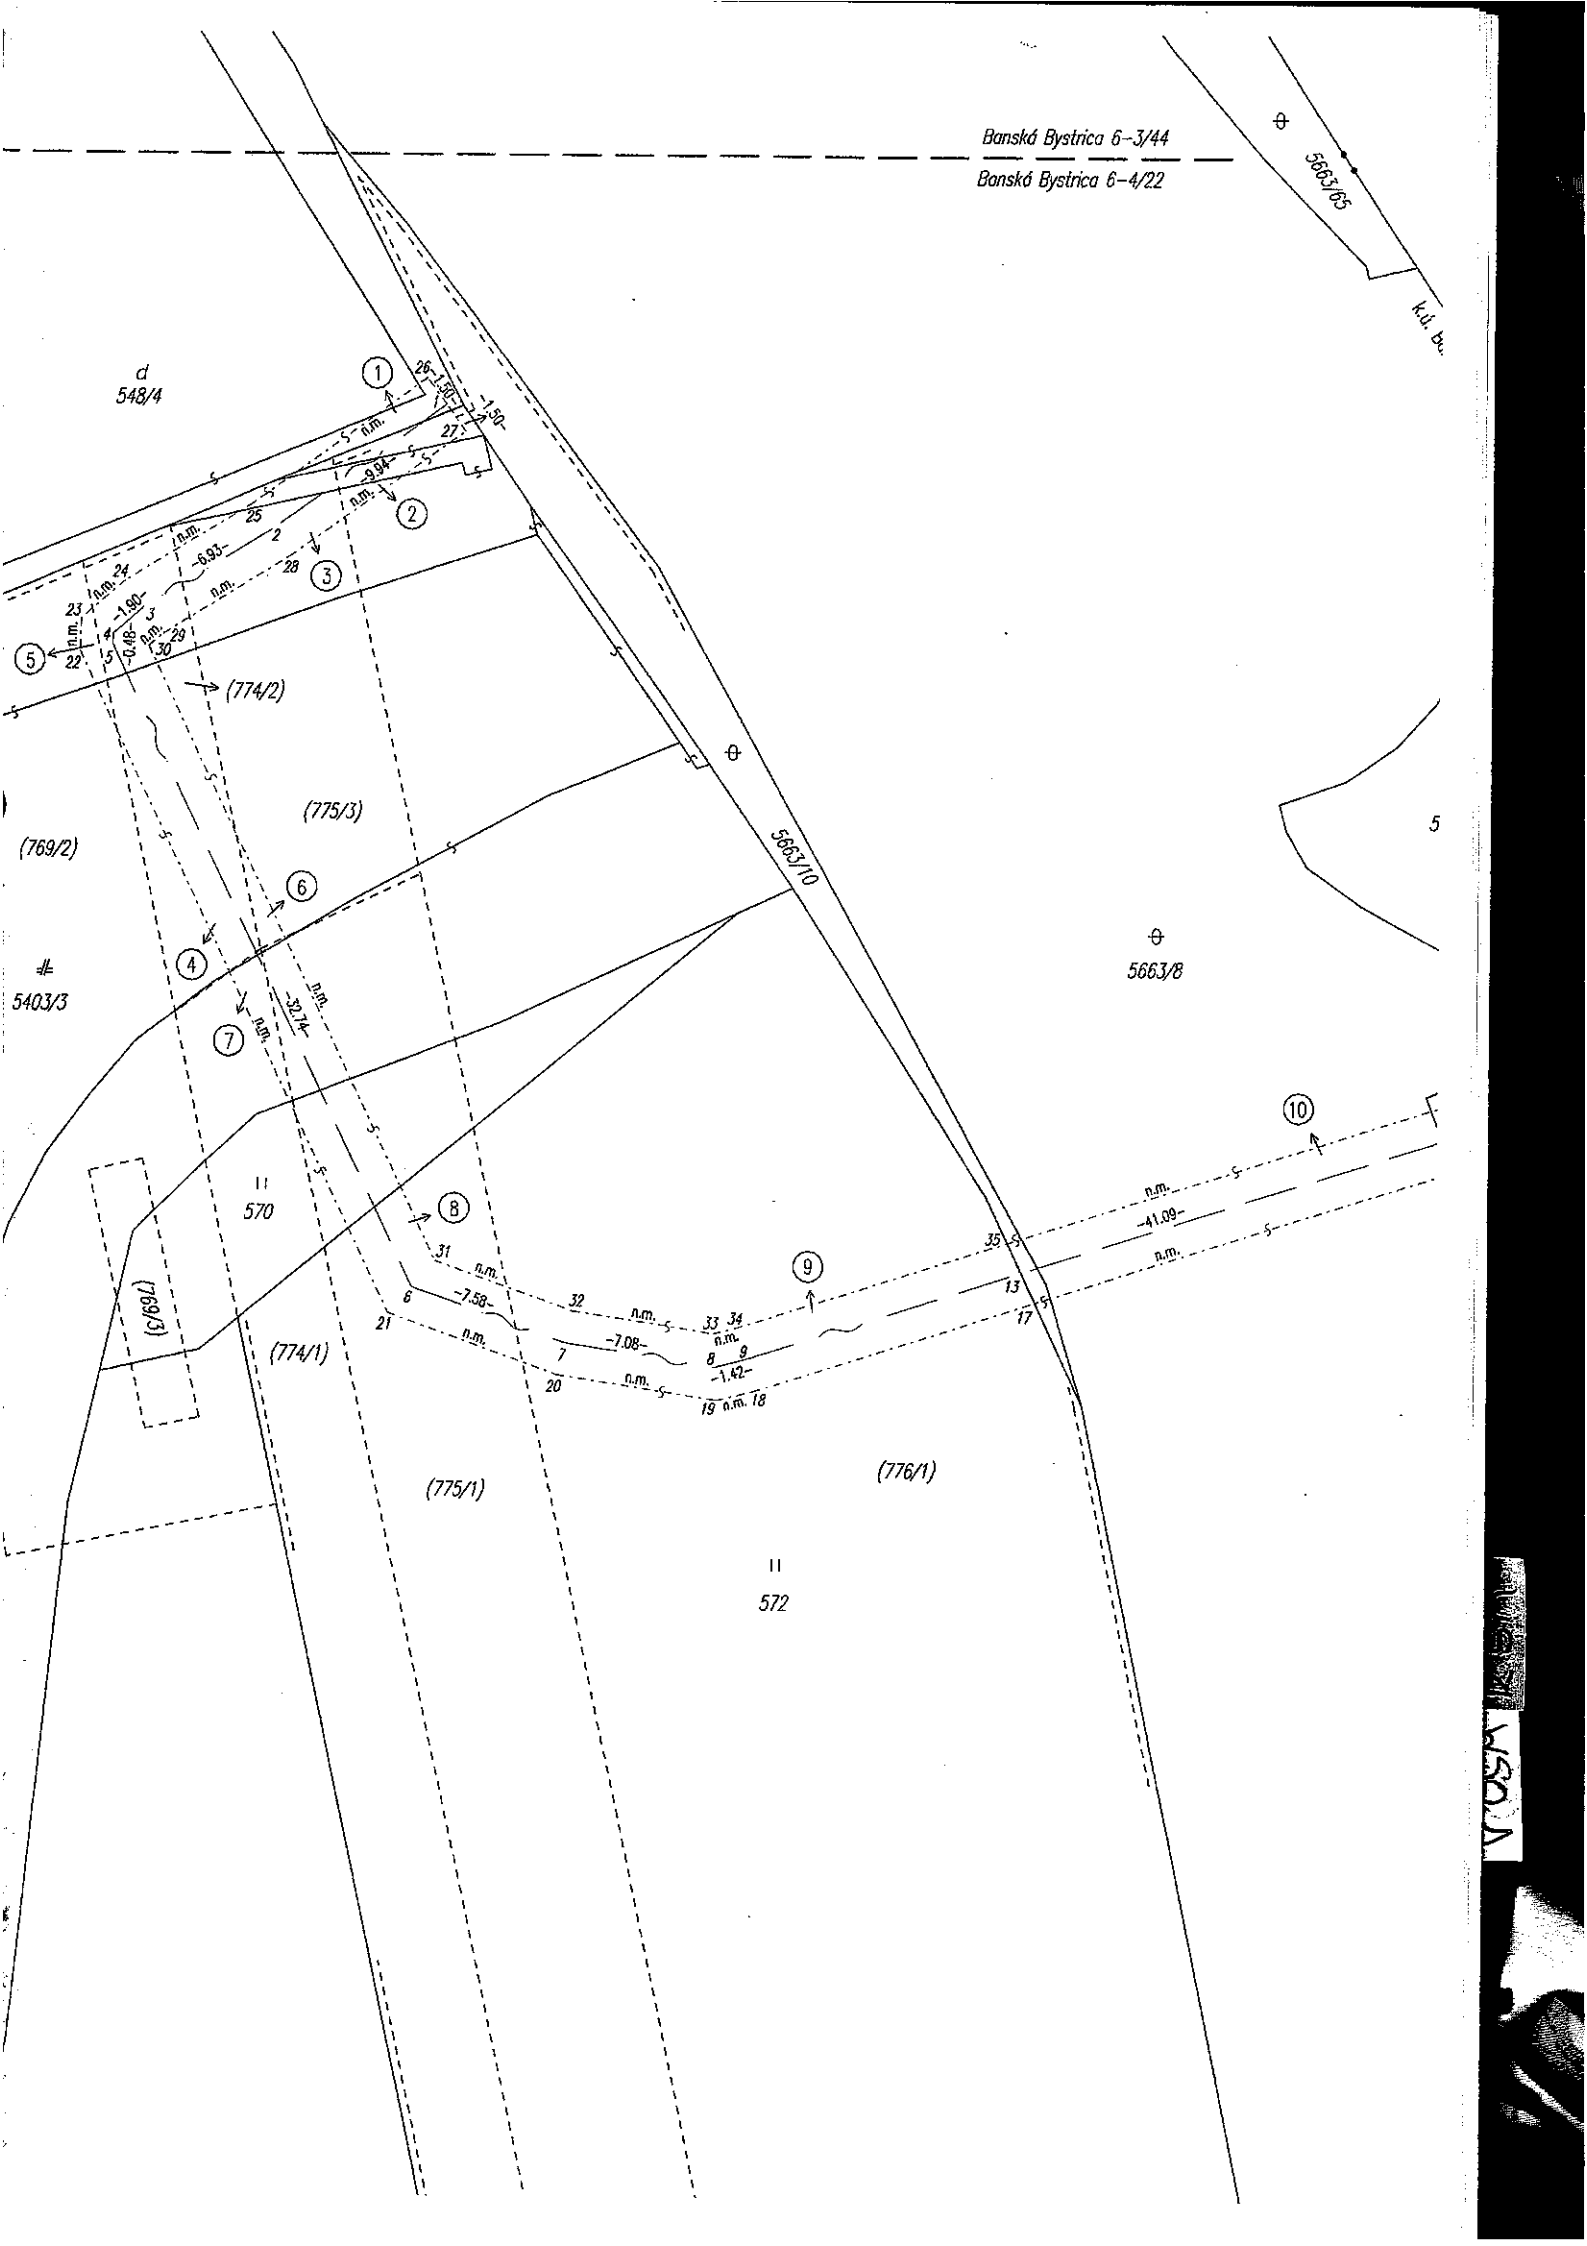 Banská Bystrica 6-3/44
Banská Bystrica 6-4/22
5663/65
k.ú.
d
548/4
1
26
-1.50-
-1.50-
n.m.
27
-9.94-
n.m.
2
25
n.m.
2
-6.93-
28
3
24
n.m.
n.m.
23
-1.90-
3
n.m.
4
-0.48-
n.m.
29
30
5
22
5
(774/2)
(775/3)
(769/2)
5663/10
5
6
4
5403/3
5663/8
n.m.
-32.74-
7
n.m.
10
570
8
n.m.
-41.09-
35
31
n.m.
n.m.
9
13
6
-7.58-
32
n.m.
33 34
n.m.
17
21
n.m.
-7.08-
8 9
(769/3)
(774/1)
7
-1.42-
20
n.m.
19 n.m. 18
(775/1)
(776/1)
572